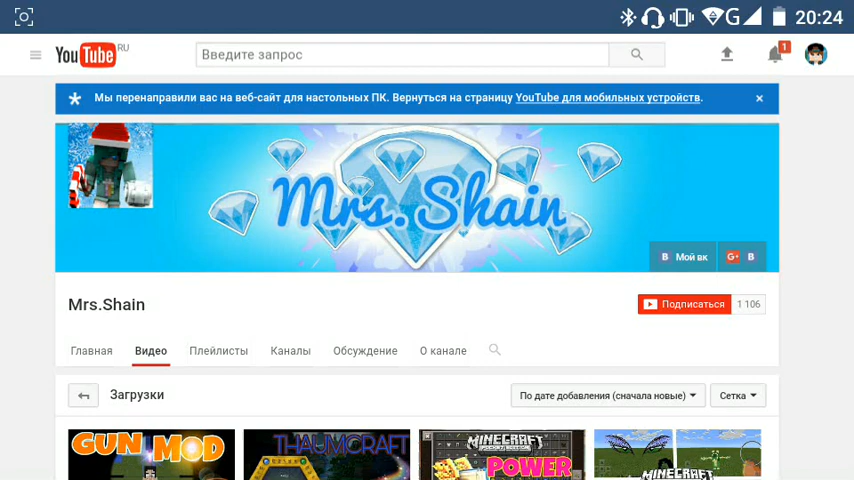 G 20:24
YouTube RU
Введите запрос
1
Мы перенаправили вас на веб-сайт для настольных ПК. Вернуться на страницу YouTube для мобильных устройств.
Mrs. Shain
В Мой вк G+ В
Mrs.Shain
Подписаться 1 106
Главная Видео Плейлисты Каналы Обсуждение О канале
Загрузки
По дате добавления (сначала новые) Сетка
GUN MOD
THAUMCRAFT
MINECRAFT
POWER
MINECRAFT